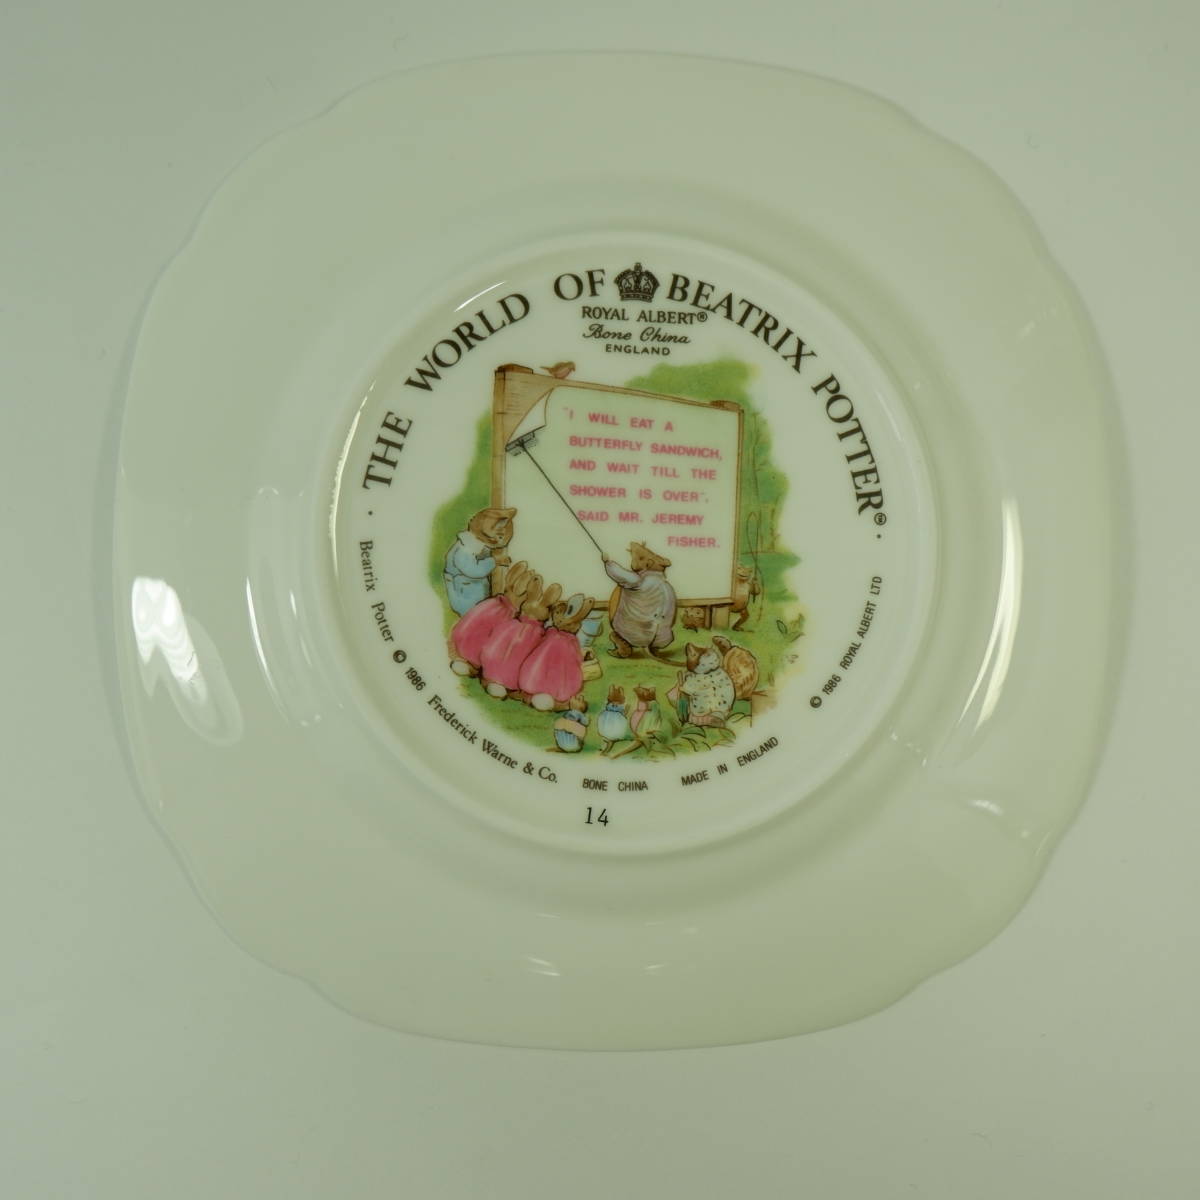 THE WORLD OF BEATRIX POTTER™
ROYAL ALBERT®
Bone China
ENGLAND
"I WILL EAT A
BUTTERFLY SANDWICH,
AND WAIT TILL THE
SHOWER IS OVER",
SAID MR. JEREMY
FISHER.
Beatrix Potter © 1986 Frederick Warne & Co.
BONE CHINA
MADE IN ENGLAND
© 1986 ROYAL ALBERT LTD
14